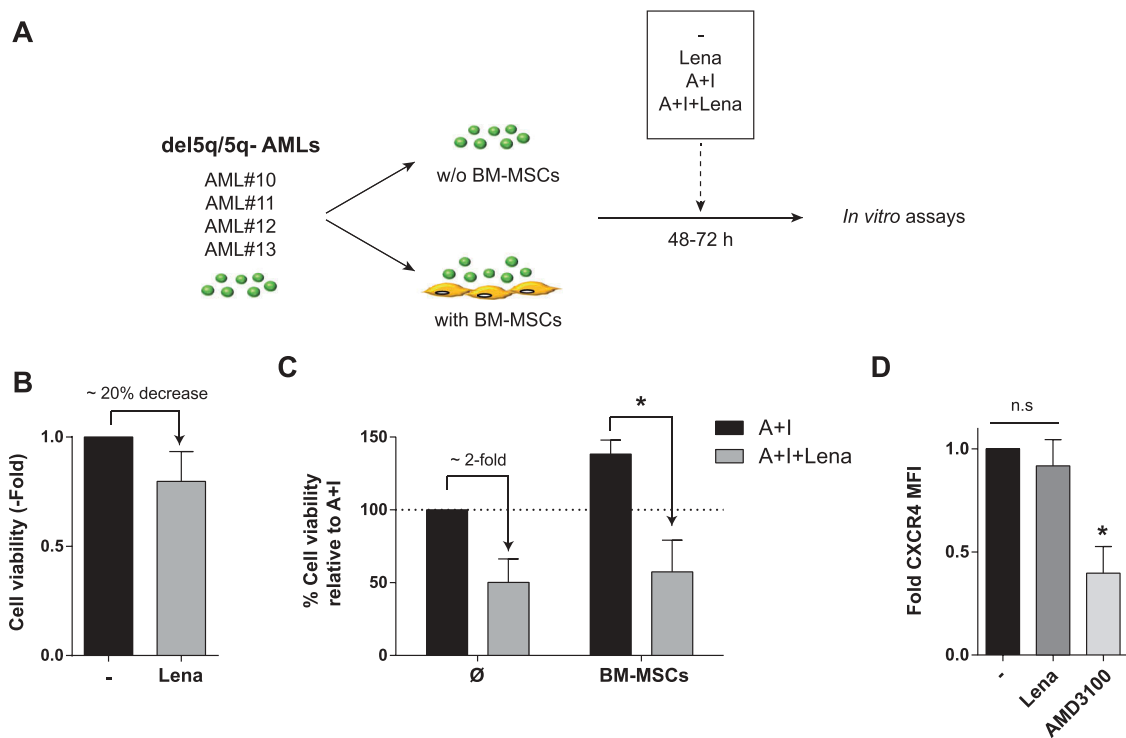 A
-
Lena
A+I
A+I+Lena
del5q/5q- AMLs
AML#10
AML#11
AML#12
AML#13
w/o BM-MSCs
with BM-MSCs
48-72 h
In vitro assays
B
~ 20% decrease
Cell viability (-Fold)
1.0
0.5
0.0
-
Lena
C
% Cell viability
relative to A+I
150
100
50
0
~ 2-fold
*
A+I
A+I+Lena
Ø
BM-MSCs
D
n.s
Fold CXCR4 MFI
1.0
0.5
0.0
*
-
Lena
AMD3100